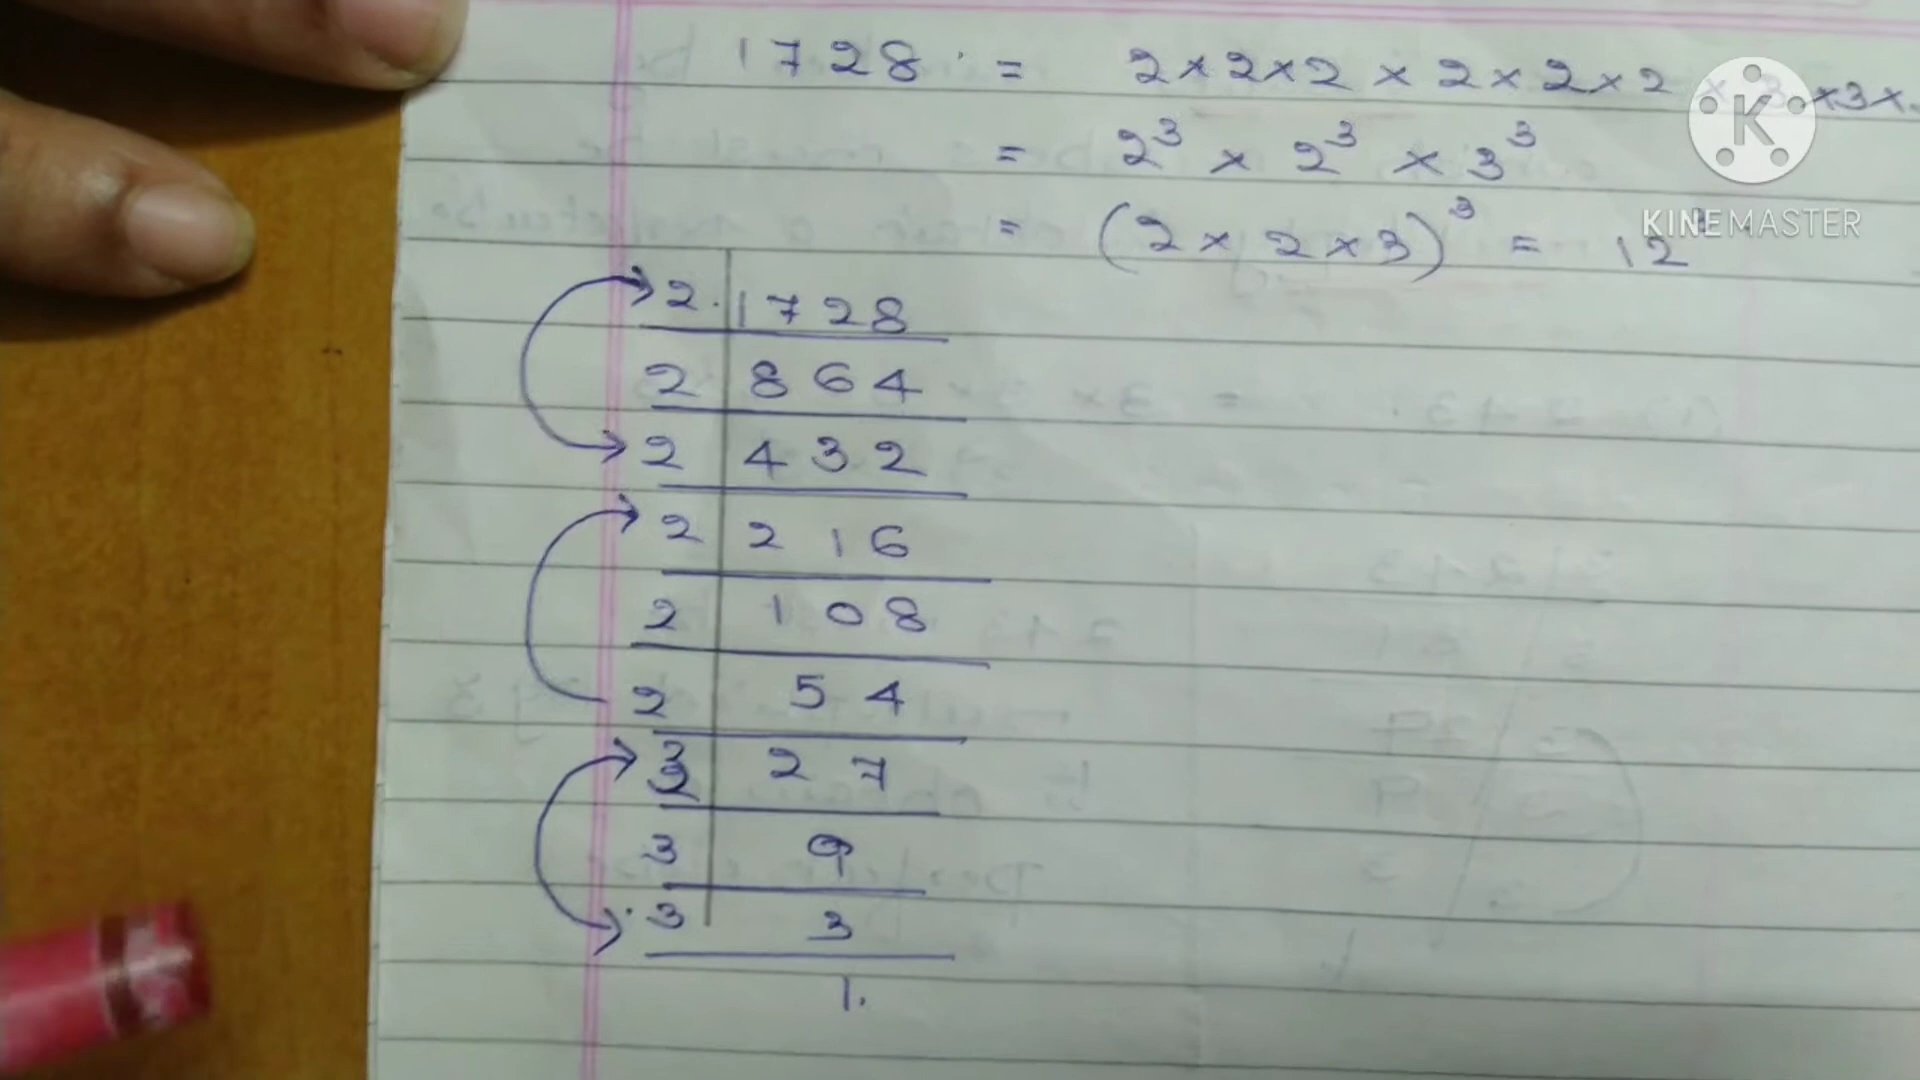 1728 = 2×2×2 × 2×2×2 × 3 ×3×
= 2³ × 2³ × 3³
= (2 × 2 × 3)³ = 12³
K
KINEMASTER
2 1728
2 864
2 432
2 216
2 108
2 54
3 27
3 9
3 3
1.